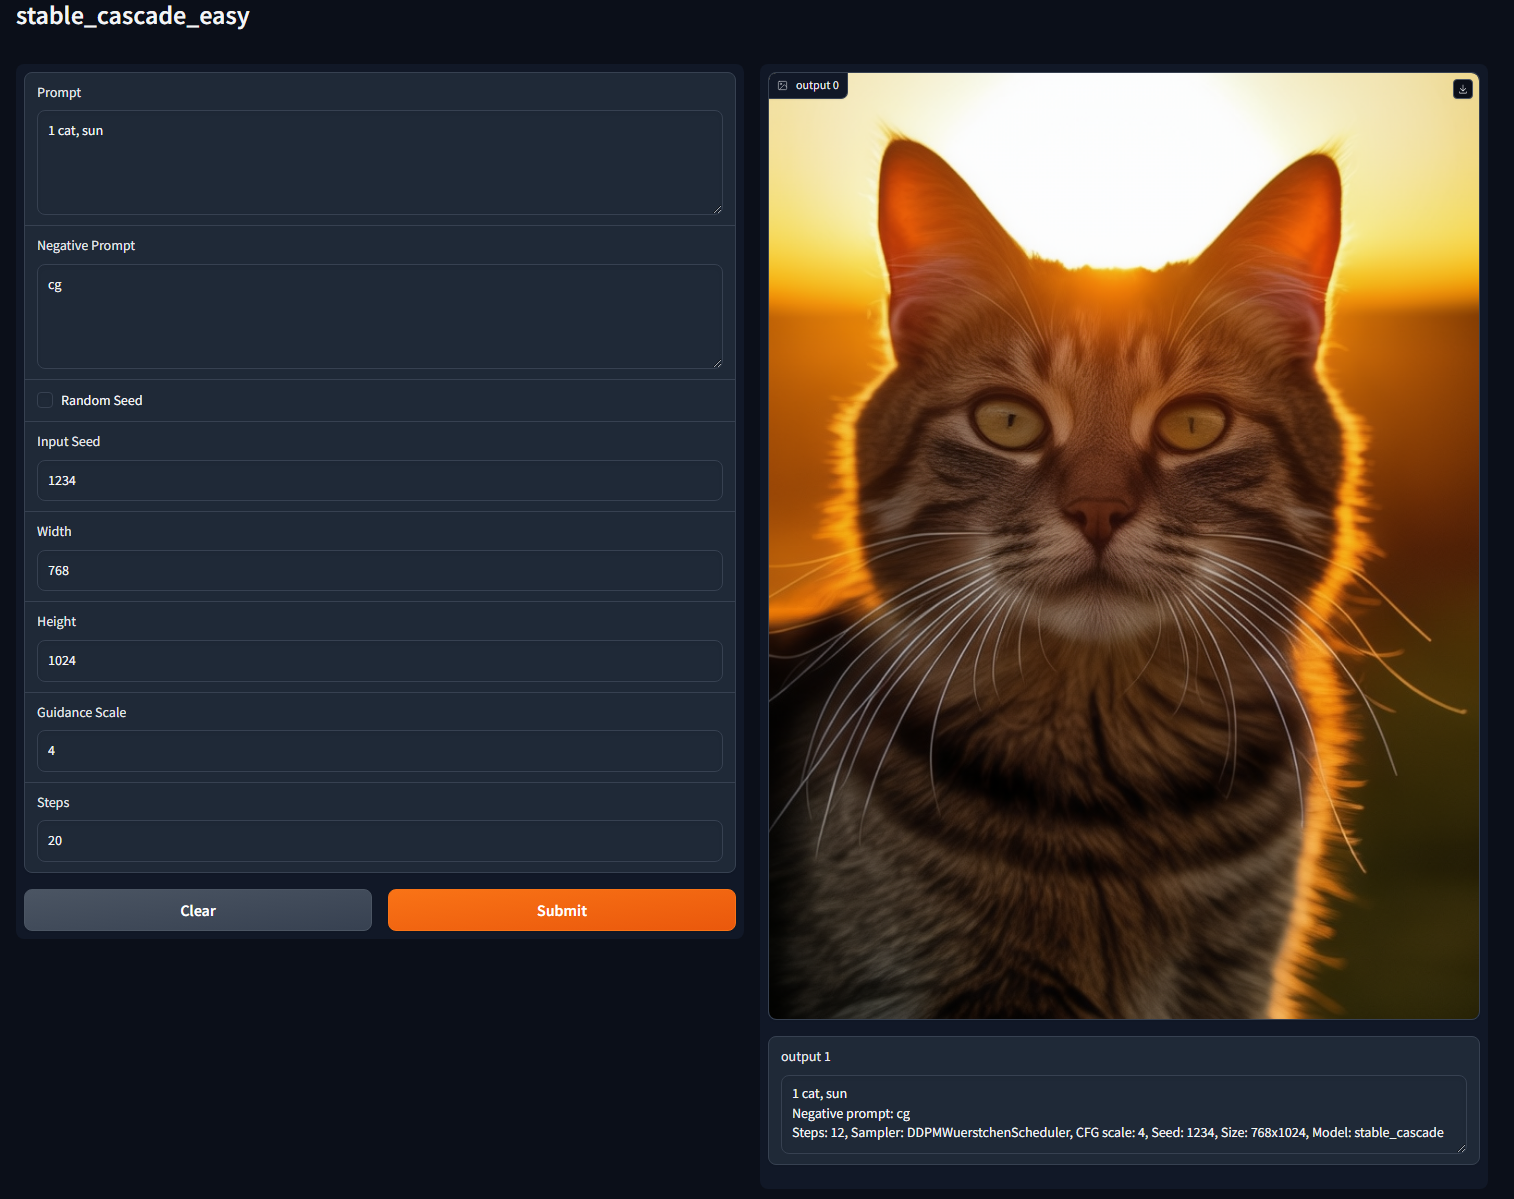 stable_cascade_easy
Prompt
1 cat, sun
Negative Prompt
cg
Random Seed
Input Seed
1234
Width
768
Height
1024
Guidance Scale
4
Steps
20
Clear
Submit
output 0
output 1
1 cat, sun
Negative prompt: cg
Steps: 12, Sampler: DDPMWuerstchenScheduler, CFG scale: 4, Seed: 1234, Size: 768x1024, Model: stable_cascade